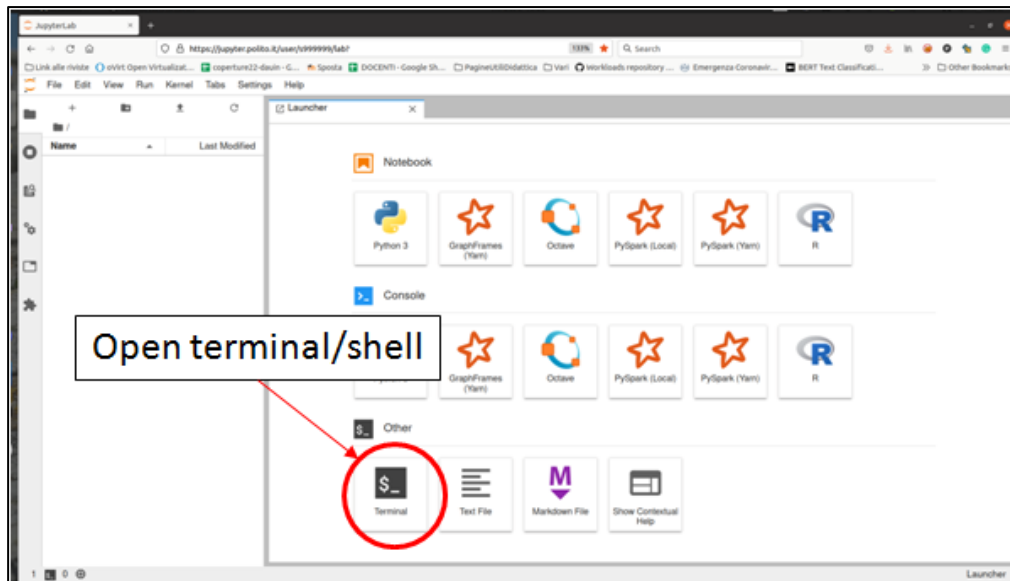 JupyterLab
https://jupyter.polito.it/user/s999999/lab?
133%
Search
Link alle riviste
oVirt Open Virtualizat...
coperture22-dauin - G...
Sposta
DOCENTI - Google Sh...
PagineUtiliDidattica
Vari
Workloads.repository ...
Emergenza Coronavir...
BERT Text Classificati...
Other Bookmarks
File Edit View Run Kernel Tabs Settings Help
Launcher
/
Name
Last Modified
Notebook
Python 3
GraphFrames
(Yarn)
Octave
PySpark (Local)
PySpark (Yarn)
R
Console
Open terminal/shell
GraphFrames
(Yarn)
Octave
PySpark (Local)
PySpark (Yarn)
R
$_ Other
$_
Terminal
Text File
M
Markdown File
Show Contextual
Help
1
0
Launcher